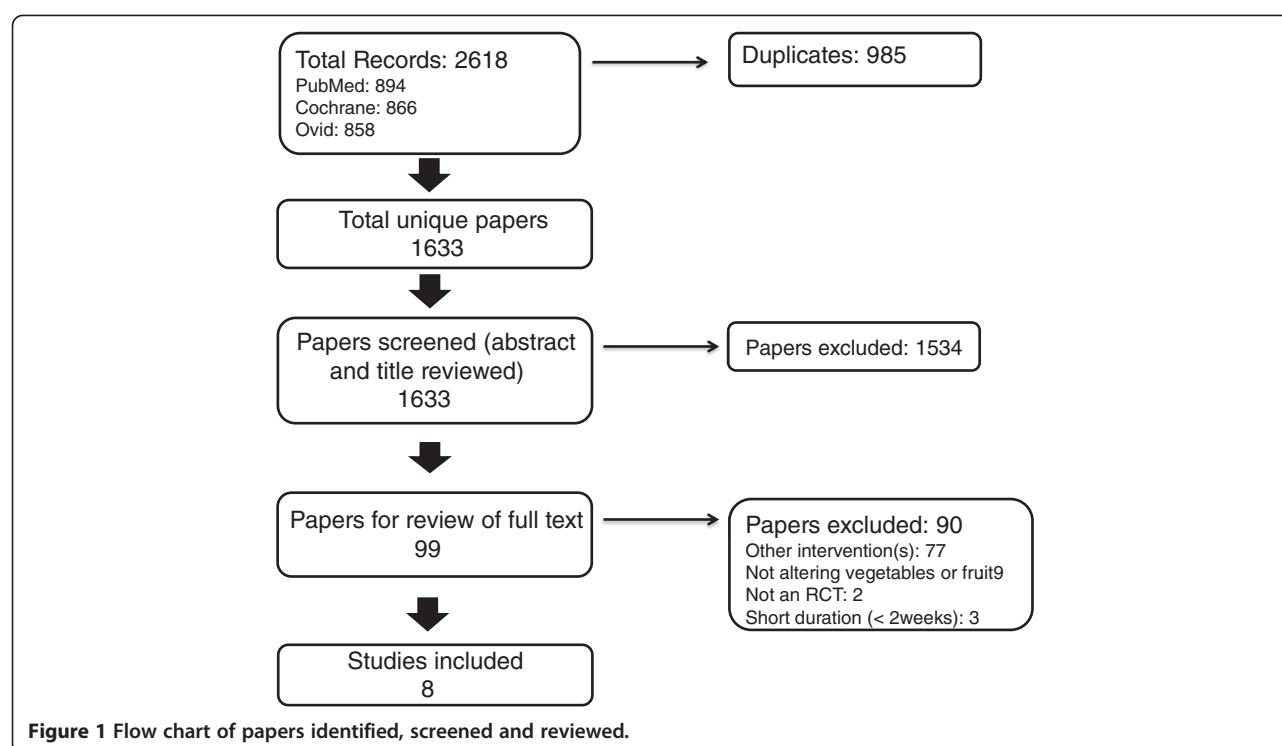 Total Records: 2618
PubMed: 894
Cochrane: 866
Ovid: 858
Duplicates: 985
Total unique papers
1633
Papers screened (abstract
and title reviewed)
1633
Papers excluded: 1534
Papers for review of full text
99
Papers excluded: 90
Other intervention(s): 77
Not altering vegetables or fruit9
Not an RCT: 2
Short duration (< 2weeks): 3
Studies included
8
Figure 1 Flow chart of papers identified, screened and reviewed.